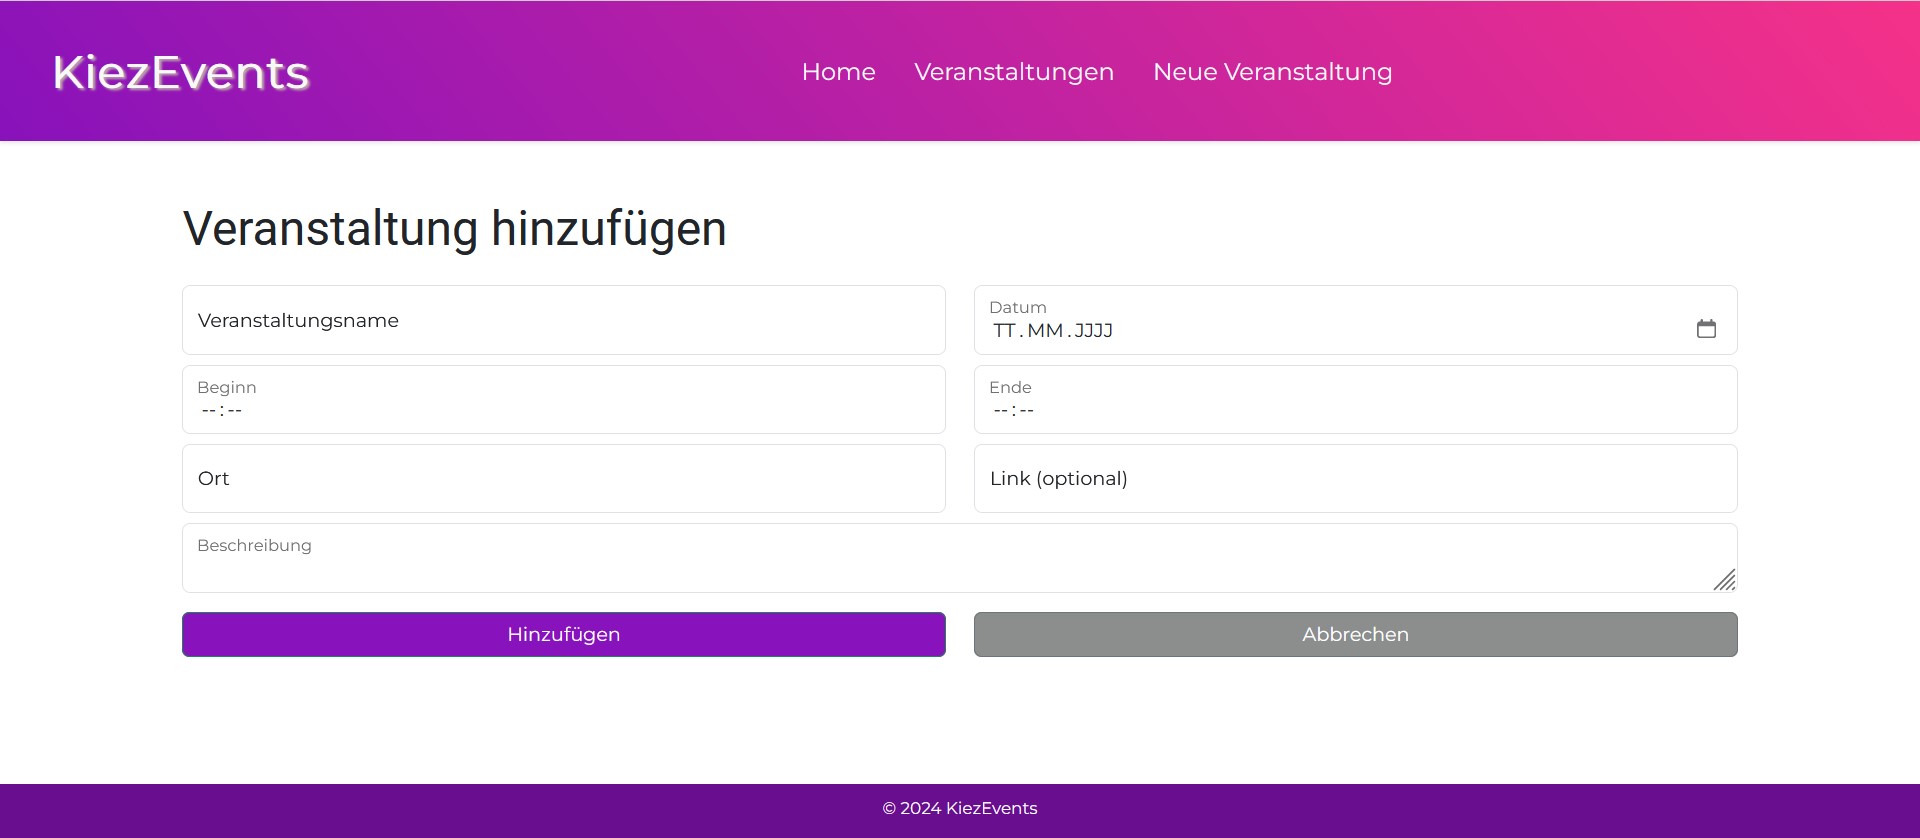 KiezEvents
Home Veranstaltungen Neue Veranstaltung
Veranstaltung hinzufügen
Veranstaltungsname
Datum
TT.MM.JJJJ
Beginn
--:--
Ende
--:--
Ort
Link (optional)
Beschreibung
Hinzufügen
Abbrechen
© 2024 KiezEvents